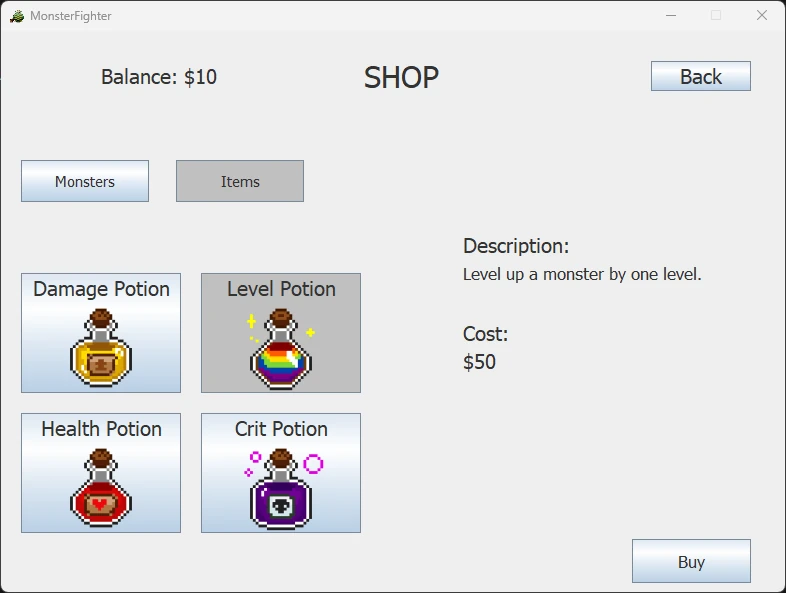 MonsterFighter
Balance: $10
SHOP
Back
Monsters
Items
Damage Potion
Level Potion
Health Potion
Crit Potion
Description:
Level up a monster by one level.
Cost:
$50
Buy